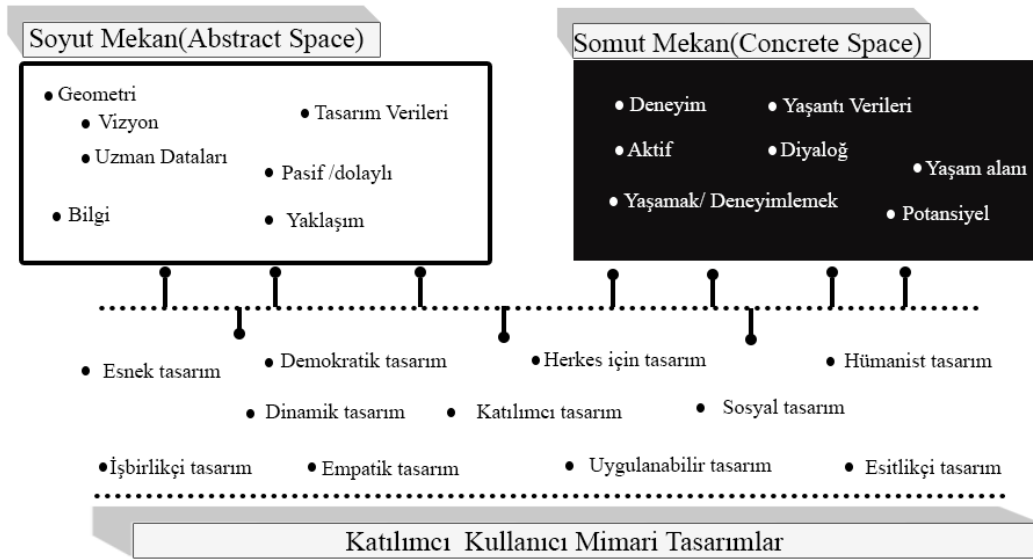 Soyut Mekan(Abstract Space)
Somut Mekan(Concrete Space)
• Geometri
• Vizyon
• Tasarım Verileri
• Uzman Dataları
• Pasif /dolaylı
• Bilgi
• Yaklaşım
• Deneyim
• Yaşantı Verileri
• Aktif
• Diyaloğ
• Yaşam alanı
• Yaşamak/ Deneyimlemek
• Potansiyel
• Esnek tasarım
• Demokratik tasarım
• Herkes için tasarım
• Hümanist tasarım
• Dinamik tasarım
• Katılımcı tasarım
• Sosyal tasarım
• İşbirlikçi tasarım
• Empatik tasarım
• Uygulanabilir tasarım
• Esitlikçi tasarım
Katılımcı Kullanıcı Mimari Tasarımlar